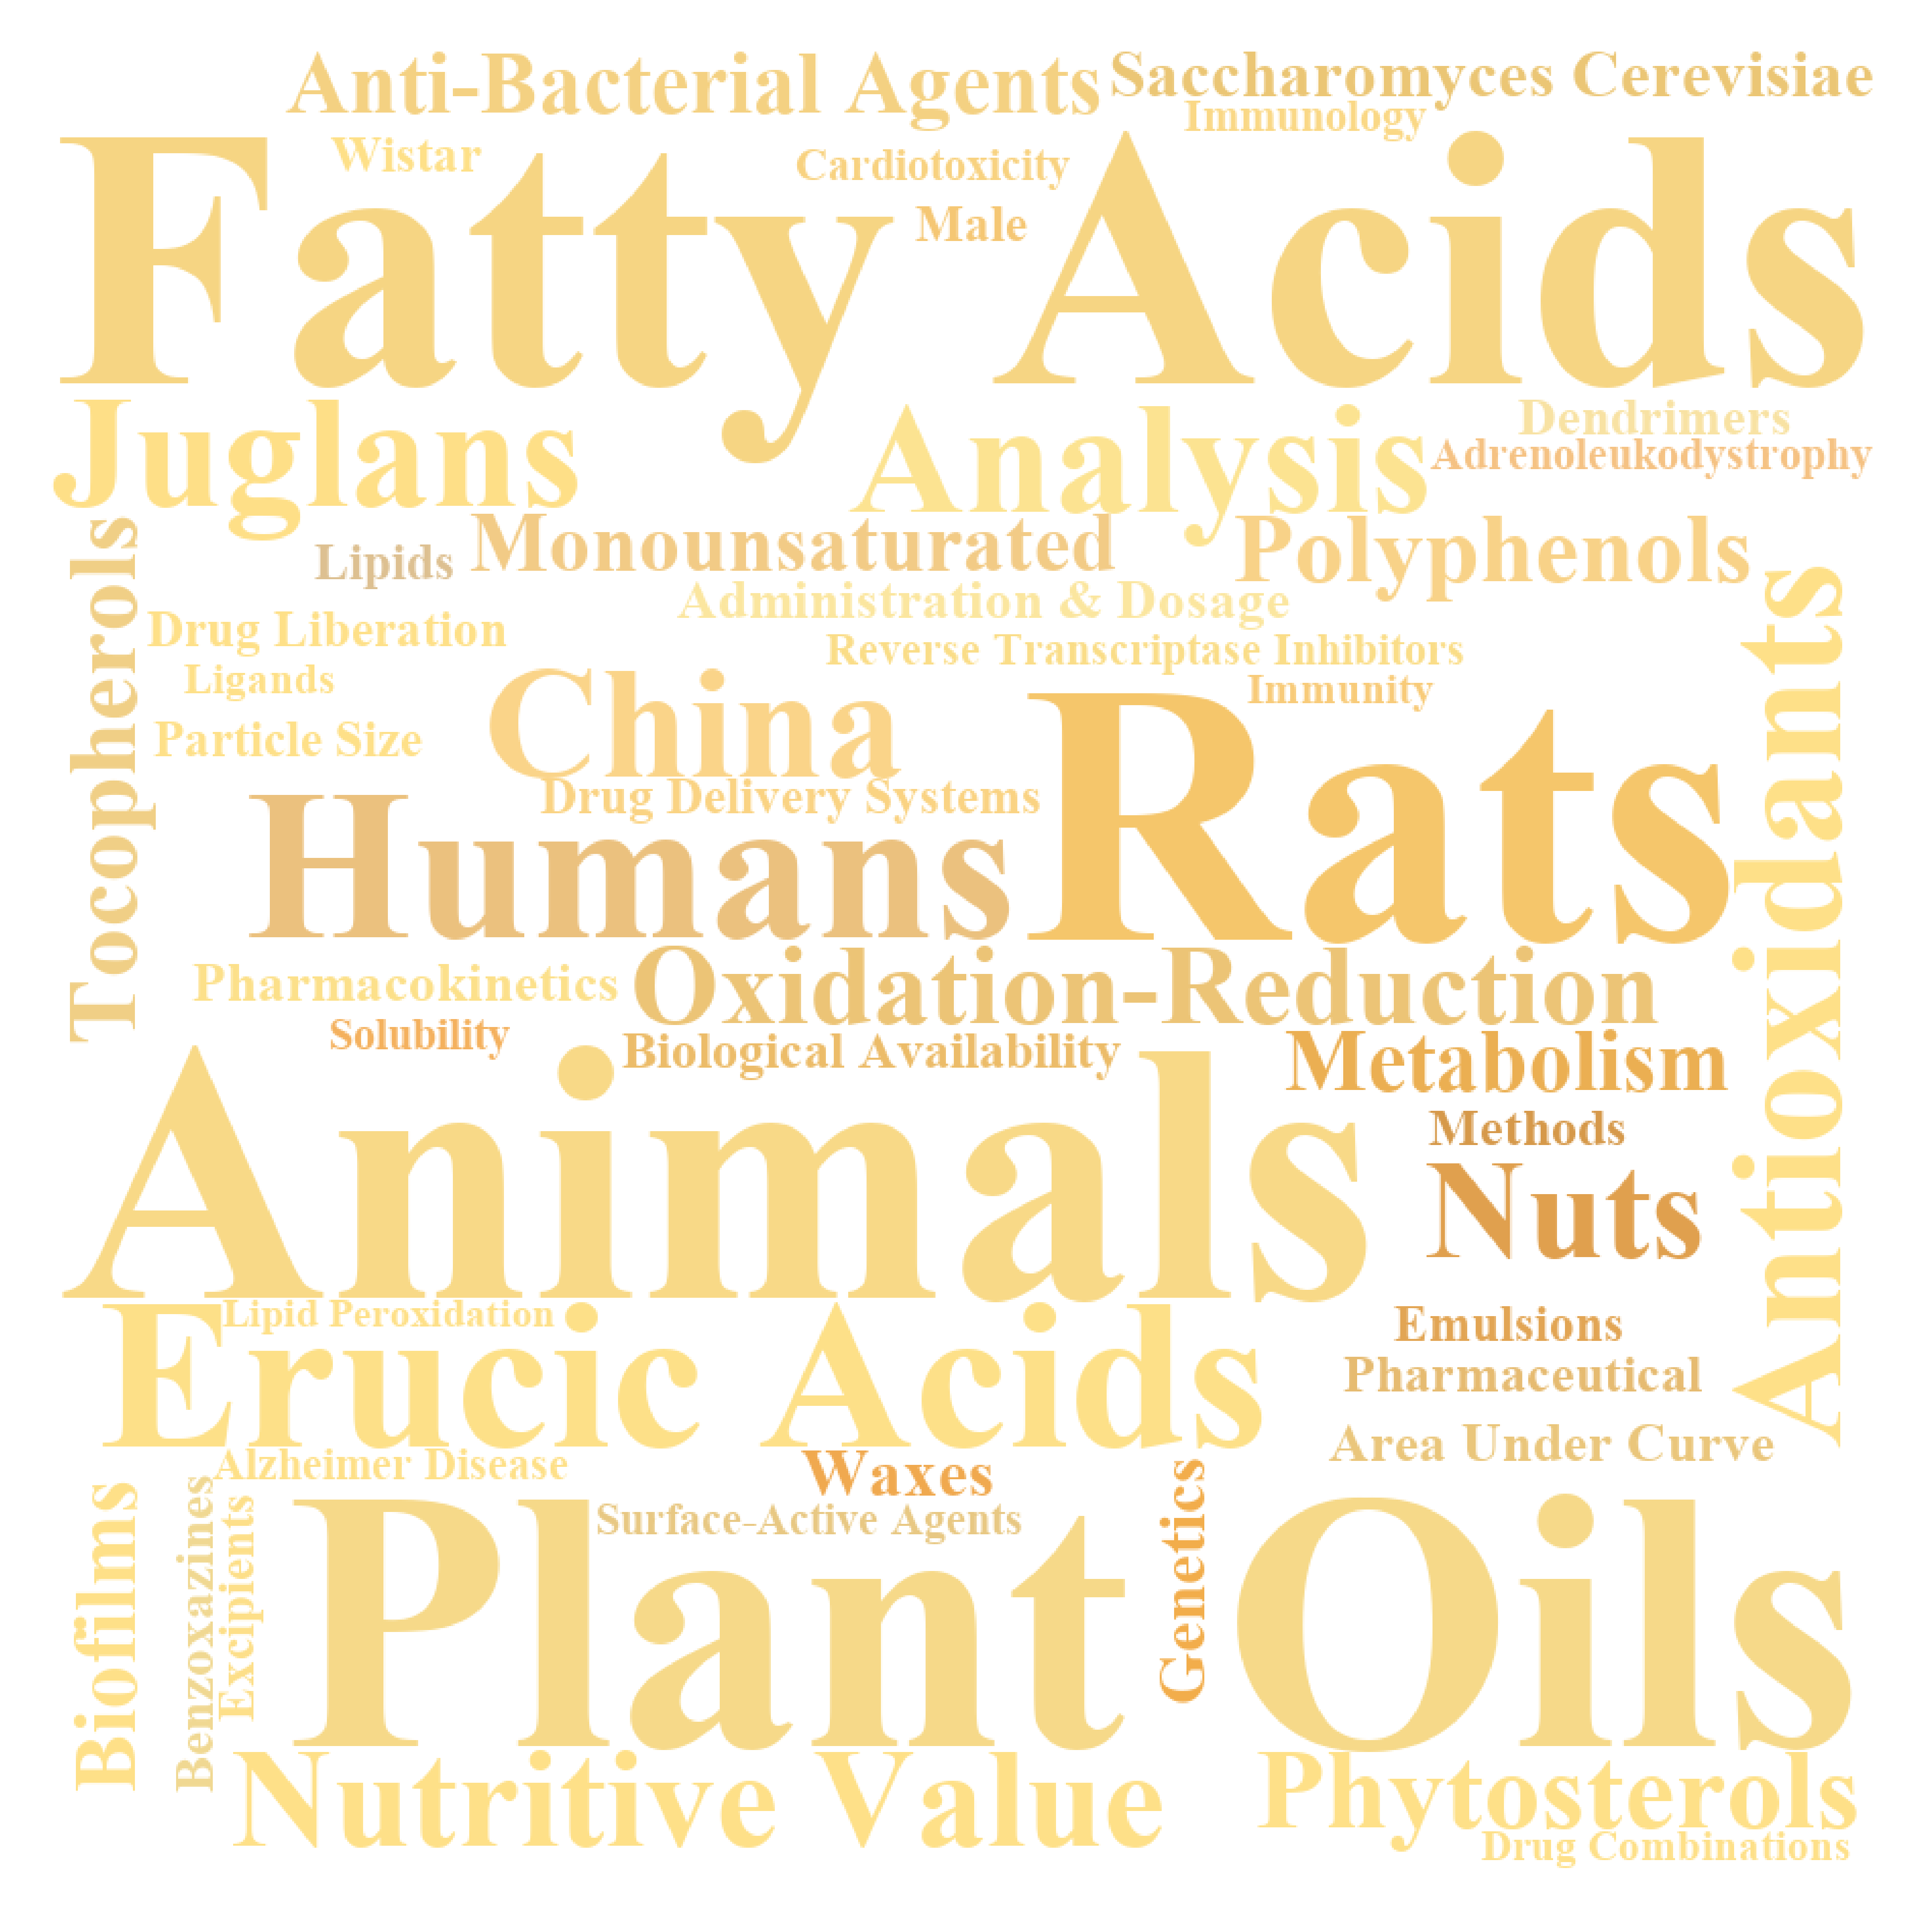 Anti-Bacterial Agents
Saccharomyces Cerevisiae
Immunology
Wistar
Cardiotoxicity
Male
Fatty Acids
Juglans
Analysis
Dendrimers
Adrenoleukodystrophy
Lipids
Monounsaturated
Polyphenols
Tocopherols
Administration & Dosage
Drug Liberation
Reverse Transcriptase Inhibitors
Ligands
Immunity
China
Particle Size
Drug Delivery Systems
Humans
Rats
Antioxidants
Pharmacokinetics
Oxidation-Reduction
Solubility
Biological Availability
Metabolism
Methods
Animals
Nuts
Lipid Peroxidation
Emulsions
Erucic Acids
Pharmaceutical
Area Under Curve
Alzheimer Disease
Waxes
Surface-Active Agents
Genetics
Biofilms
Benzoxazines
Excipients
Plant Oils
Nutritive Value
Phytosterols
Drug Combinations